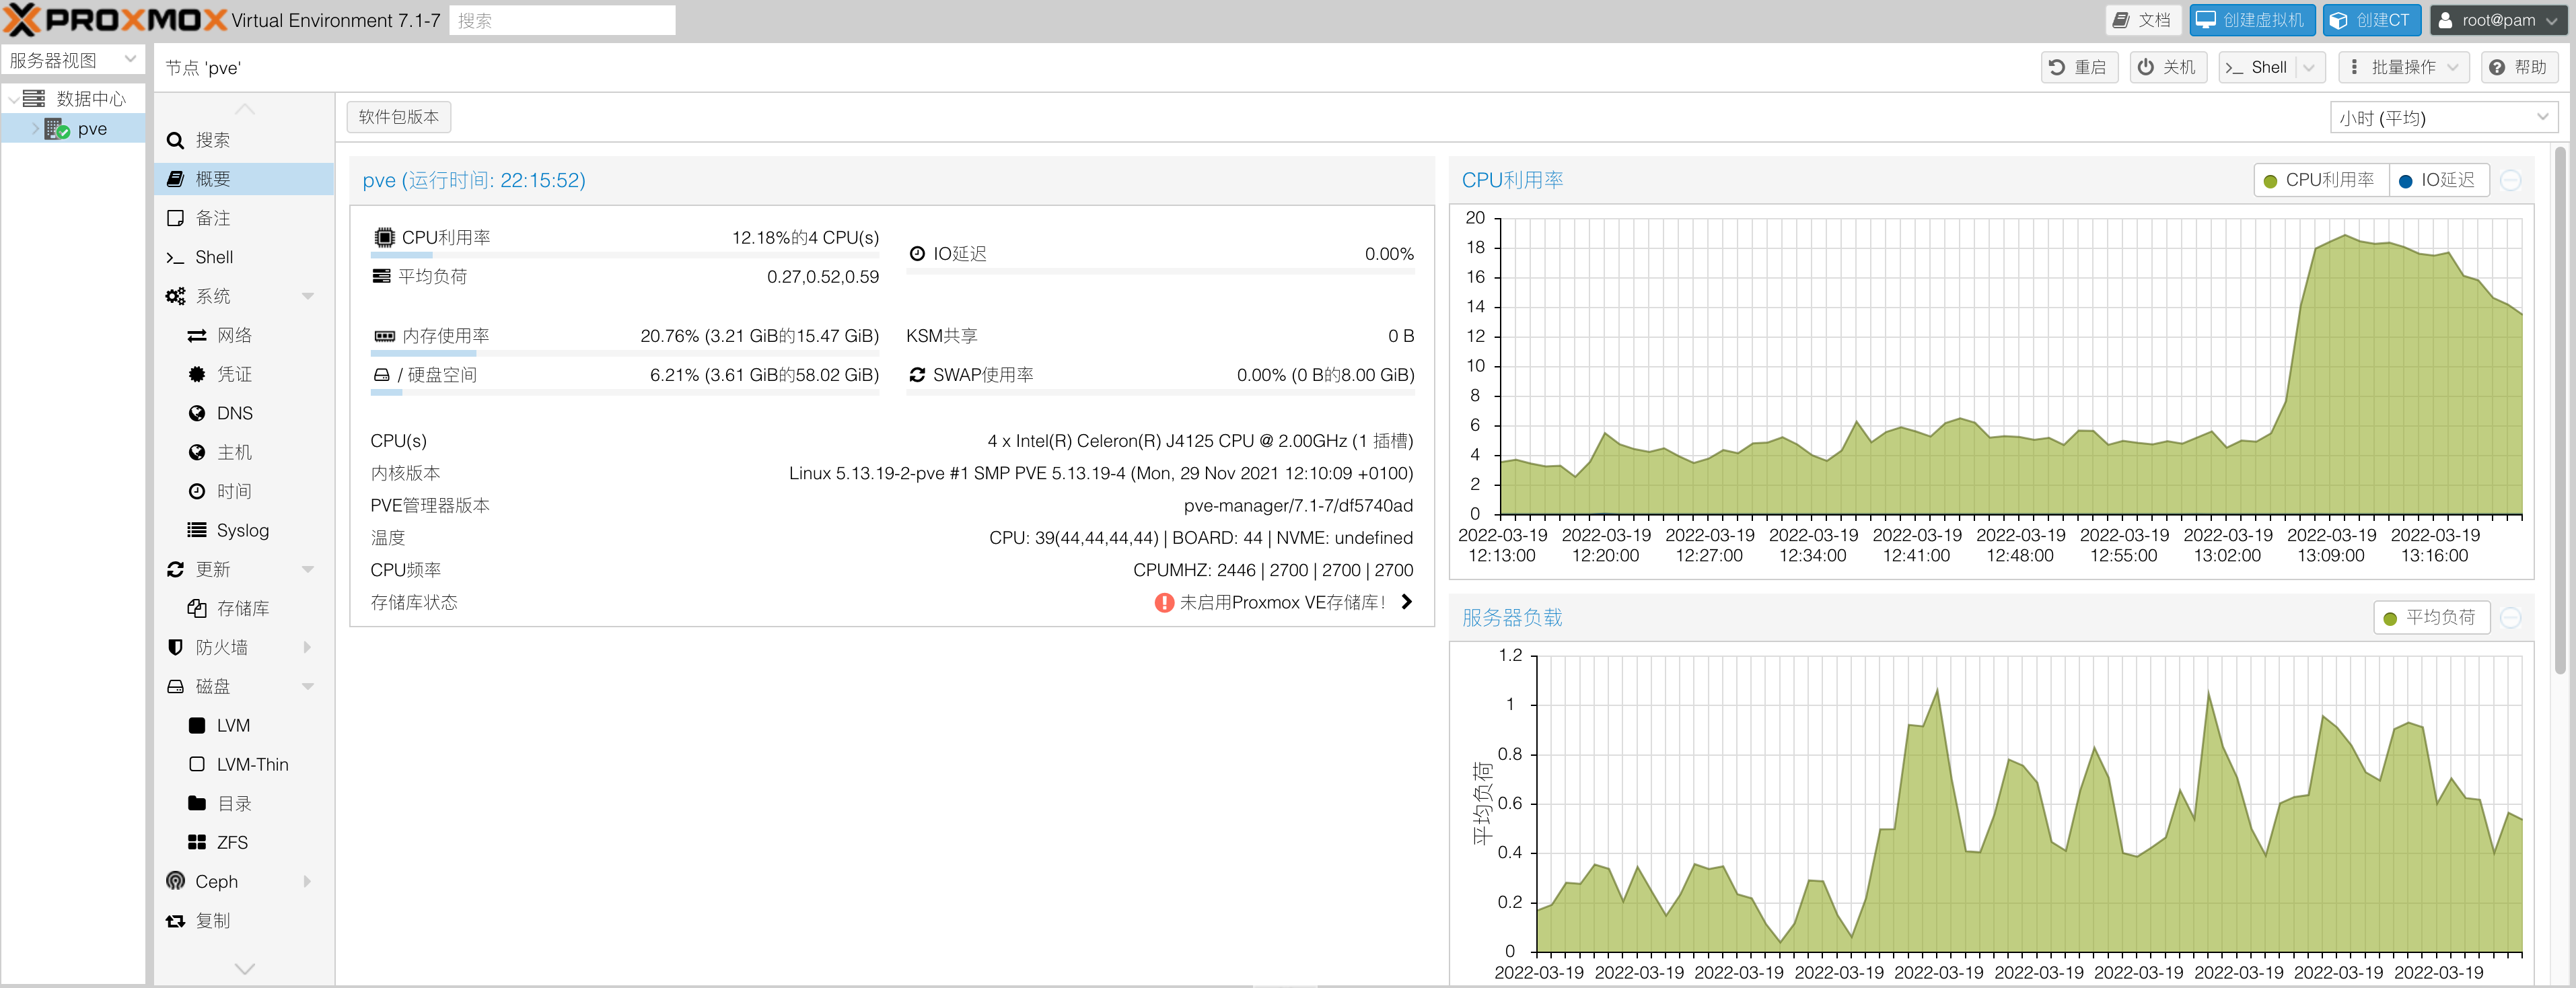 PROXMOX Virtual Environment 7.1-7 搜索 文档 创建虚拟机 创建CT root@pam
服务器视图
数据中心
pve
节点 'pve' 重启 关机 Shell 批量操作 帮助
搜索
概要
备注
Shell
系统
网络
凭证
DNS
主机
时间
Syslog
更新
存储库
防火墙
磁盘
LVM
LVM-Thin
目录
ZFS
Ceph
复制
软件包版本 小时 (平均)
pve (运行时间: 22:15:52)
CPU利用率 12.18%的4 CPU(s)
IO延迟 0.00%
平均负荷 0.27,0.52,0.59
内存使用率 20.76% (3.21 GiB的15.47 GiB)
KSM共享 0 B
/ 硬盘空间 6.21% (3.61 GiB的58.02 GiB)
SWAP使用率 0.00% (0 B的8.00 GiB)
CPU(s) 4 x Intel(R) Celeron(R) J4125 CPU @ 2.00GHz (1 插槽)
内核版本 Linux 5.13.19-2-pve #1 SMP PVE 5.13.19-4 (Mon, 29 Nov 2021 12:10:09 +0100)
PVE管理器版本 pve-manager/7.1-7/df5740ad
温度 CPU: 39(44,44,44,44) | BOARD: 44 | NVME: undefined
CPU频率 CPUMHZ: 2446 | 2700 | 2700 | 2700
存储库状态 未启用Proxmox VE存储库！
CPU利用率 CPU利用率 IO延迟
20
18
16
14
12
10
8
6
4
2
0
2022-03-19 2022-03-19 2022-03-19 2022-03-19 2022-03-19 2022-03-19 2022-03-19 2022-03-19 2022-03-19 2022-03-19
12:13:00 12:20:00 12:27:00 12:34:00 12:41:00 12:48:00 12:55:00 13:02:00 13:09:00 13:16:00
服务器负载 平均负荷
平均负荷
1.2
1
0.8
0.6
0.4
0.2
0
2022-03-19 2022-03-19 2022-03-19 2022-03-19 2022-03-19 2022-03-19 2022-03-19 2022-03-19 2022-03-19 2022-03-19